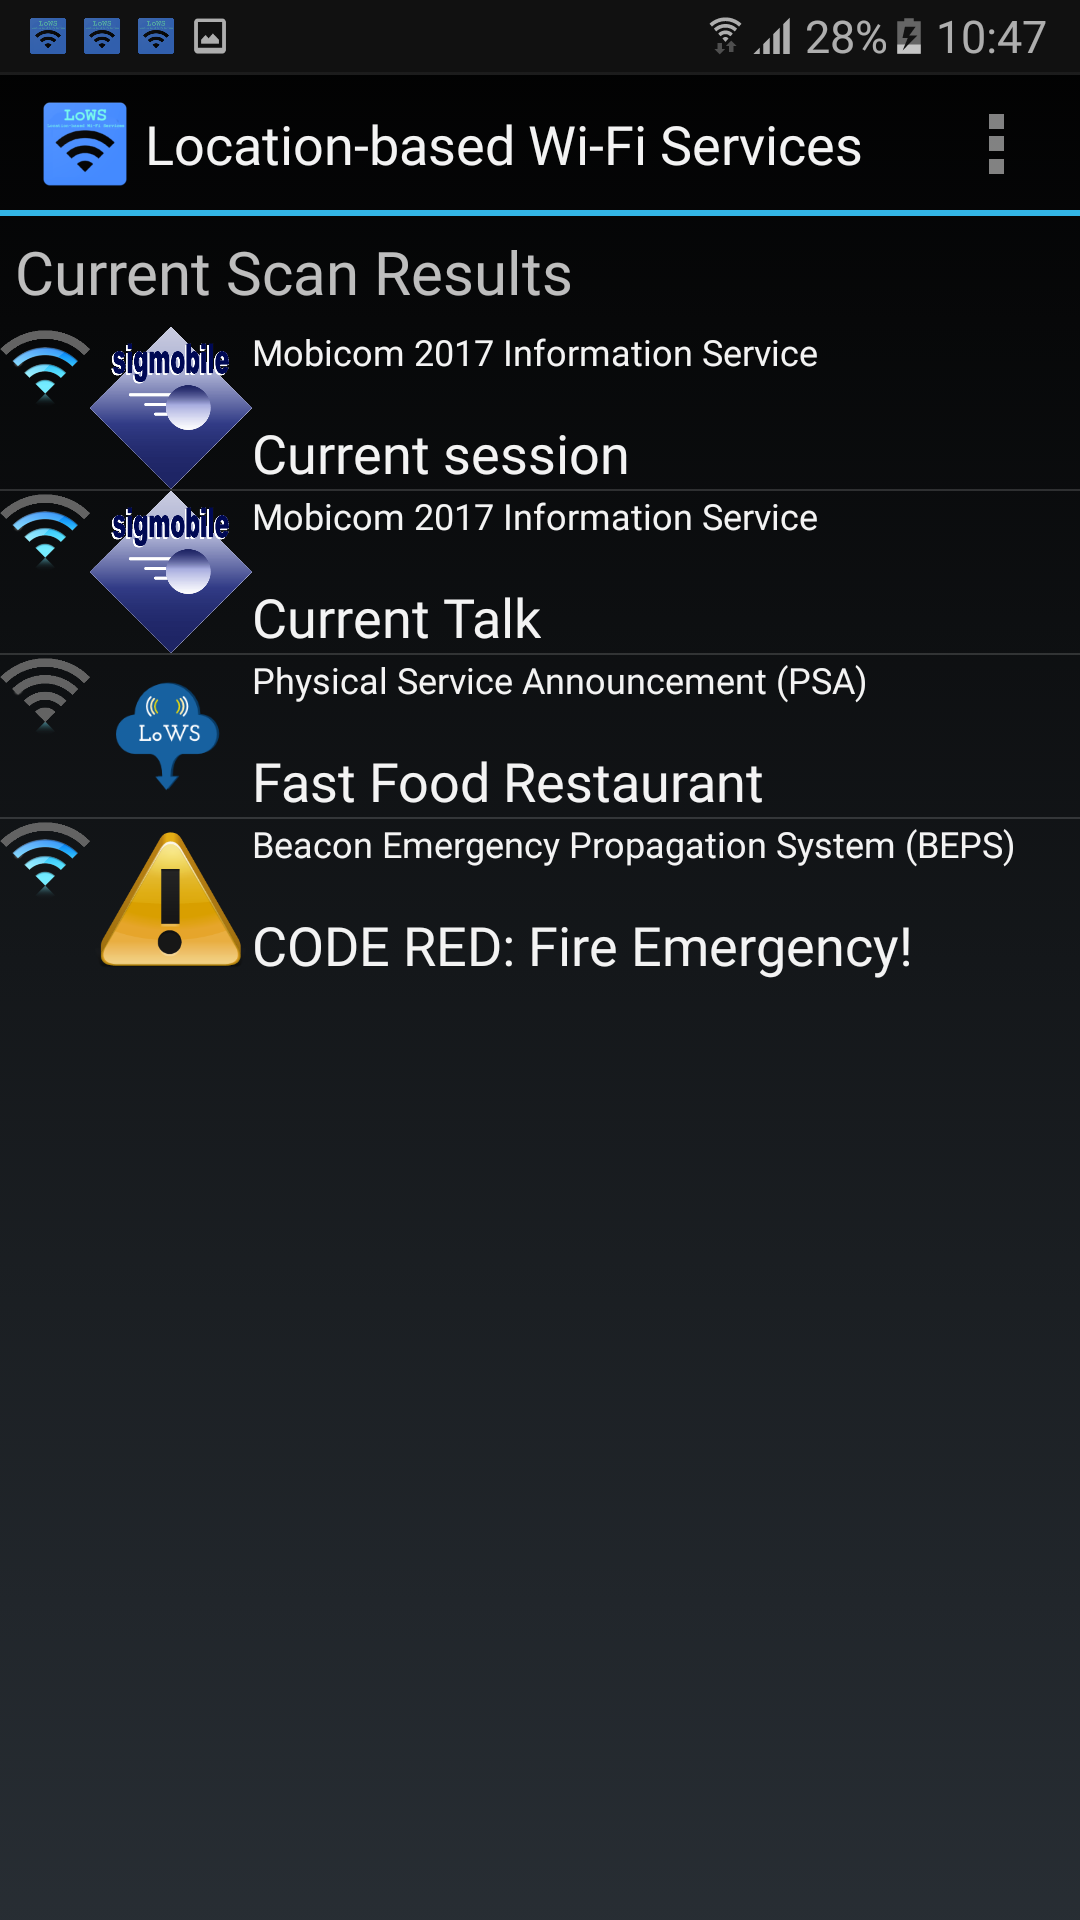 28% 10:47
LoWS
Location-based Wi-Fi Services
Current Scan Results
sigmobile
Mobicom 2017 Information Service
Current session
sigmobile
Mobicom 2017 Information Service
Current Talk
LoWS
Physical Service Announcement (PSA)
Fast Food Restaurant
Beacon Emergency Propagation System (BEPS)
CODE RED: Fire Emergency!